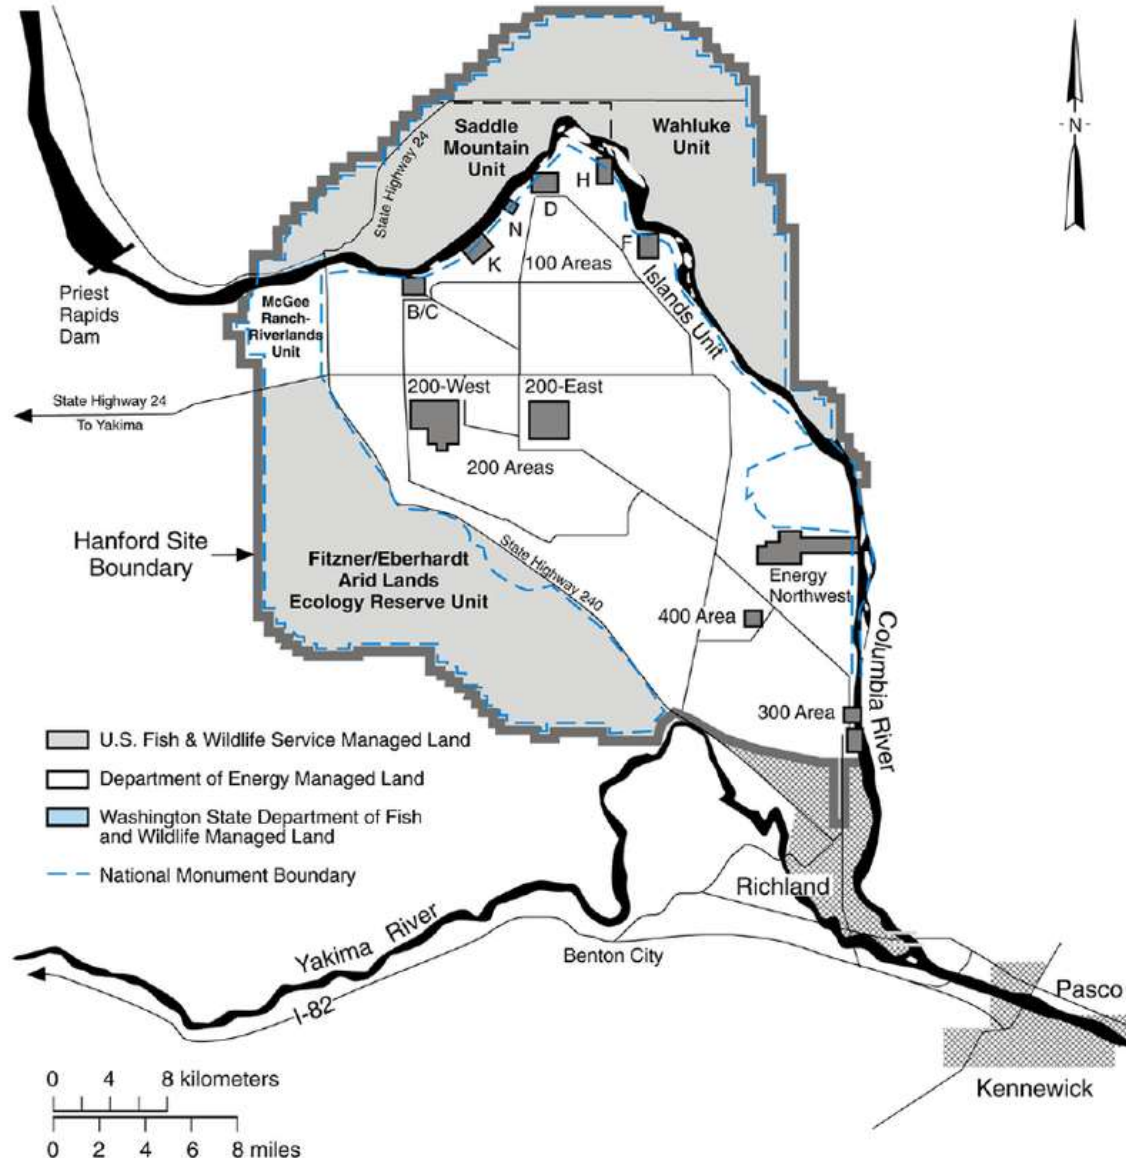 Saddle
Mountain
Unit
Wahluke
Unit
N
State Highway 24
H
D
N
K
F
100 Areas
Islands Unit
Priest
Rapids
Dam
McGee
Ranch-
Riverlands
Unit
B/C
State Highway 24
To Yakima
200-West
200-East
200 Areas
Hanford Site
Boundary
Fitzner/Eberhardt
Arid Lands
Ecology Reserve Unit
State Highway 240
Energy
Northwest
400 Area
Columbia River
300 Area
U.S. Fish & Wildlife Service Managed Land
Department of Energy Managed Land
Washington State Department of Fish
and Wildlife Managed Land
National Monument Boundary
Richland
Yakima River
Benton City
I-82
Pasco
Kennewick
0 4 8 kilometers
0 2 4 6 8 miles